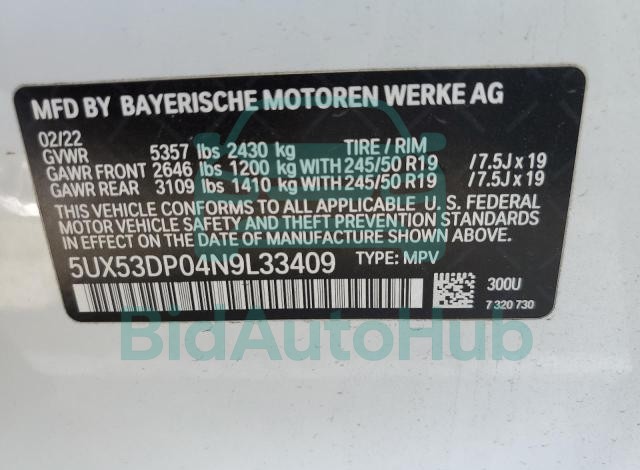 MFD BY BAYERISCHE MOTOREN WERKE AG
02/22
GVWR 5357 lbs 2430 kg TIRE / RIM
GAWR FRONT 2646 lbs 1200 kg WITH 245/50 R19 /7.5J x 19
GAWR REAR 3109 lbs 1410 kg WITH 245/50 R19 /7.5J x 19
THIS VEHICLE CONFORMS TO ALL APPLICABLE U. S. FEDERAL
MOTOR VEHICLE SAFETY, BUMPER, AND THEFT PREVENTION
STANDARDS IN EFFECT ON THE DATE OF MANUFACTURE SHOWN ABOVE.
5UX53DP04N9L33409 TYPE: MPV
300U
7 320 730
BidAutoHub